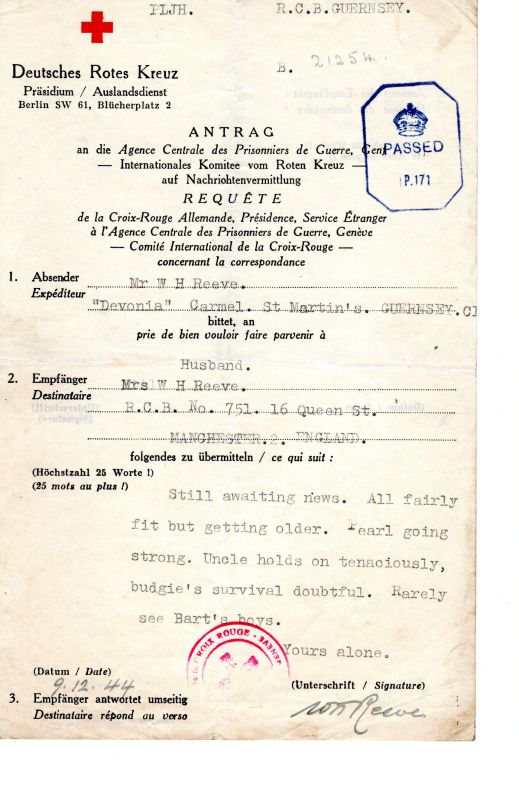 PLJH. R.C.B.GUERNSEY.
B. 21254.
Deutsches Rotes Kreuz
Präsidium / Auslandsdienst
Berlin SW 61, Blücherplatz 2
PASSED
P.171
ANTRAG
an die Agence Centrale des Prisonniers de Guerre, Genf
— Internationales Komitee vom Roten Kreuz —
auf Nachrichtenvermittlung
REQUÊTE
de la Croix-Rouge Allemande, Présidence, Service Étranger
à l'Agence Centrale des Prisonniers de Guerre, Genève
— Comité International de la Croix-Rouge —
concernant la correspondance
1. Absender Mr W H Reeve.
Expéditeur "Devonia" Carmel. St Martin's. GUERNSEY.CI
bittet, an
prie de bien vouloir faire parvenir à
Husband.
2. Empfänger Mrs W H Reeve.
Destinataire R.C.B. No. 751. 16 Queen St.
MANCHESTER.2. ENGLAND.
folgendes zu übermitteln / ce qui suit :
(Höchstzahl 25 Worte !)
(25 mots au plus !)
Still awaiting news. All fairly
fit but getting older. Pearl going
strong. Uncle holds on tenaciously,
budgie's survival doubtful. Rarely
see Bart's boys.
Yours alone.
CROIX ROUGE - GENÈVE
(Datum / Date) (Unterschrift / Signature)
9.12.44
3. Empfänger antwortet umseitig
Destinataire répond au verso
WH Reeve.